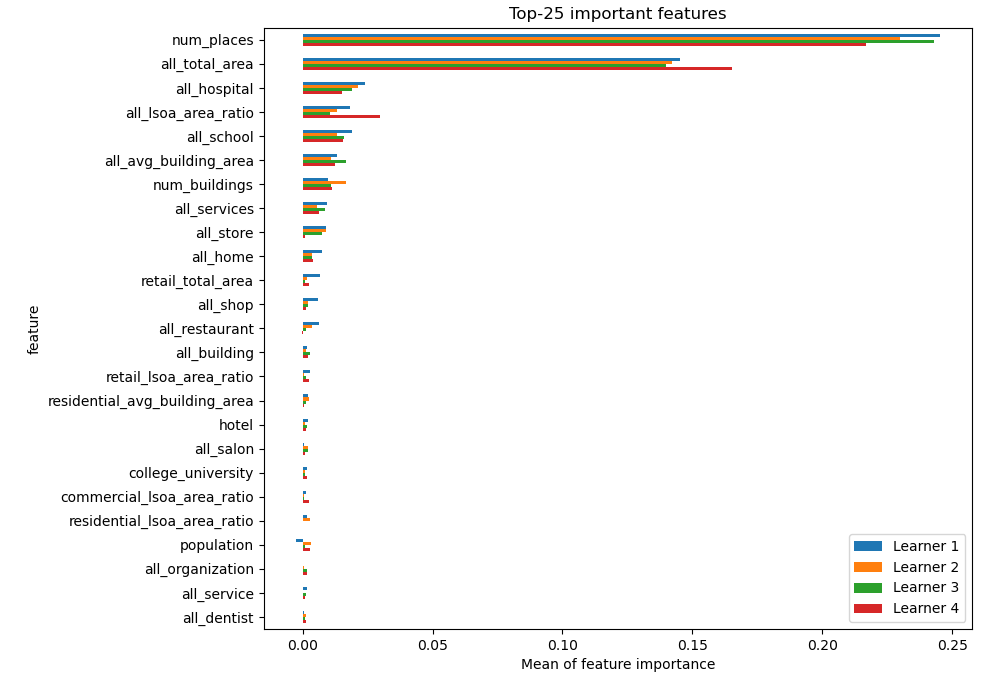 Top-25 important features
num_places
all_total_area
all_hospital
all_lsoa_area_ratio
all_school
all_avg_building_area
num_buildings
all_services
all_store
all_home
retail_total_area
all_shop
all_restaurant
all_building
retail_lsoa_area_ratio
residential_avg_building_area
hotel
all_salon
college_university
commercial_lsoa_area_ratio
residential_lsoa_area_ratio
population
all_organization
all_service
all_dentist
feature
Learner 1
Learner 2
Learner 3
Learner 4
0.00 0.05 0.10 0.15 0.20 0.25
Mean of feature importance